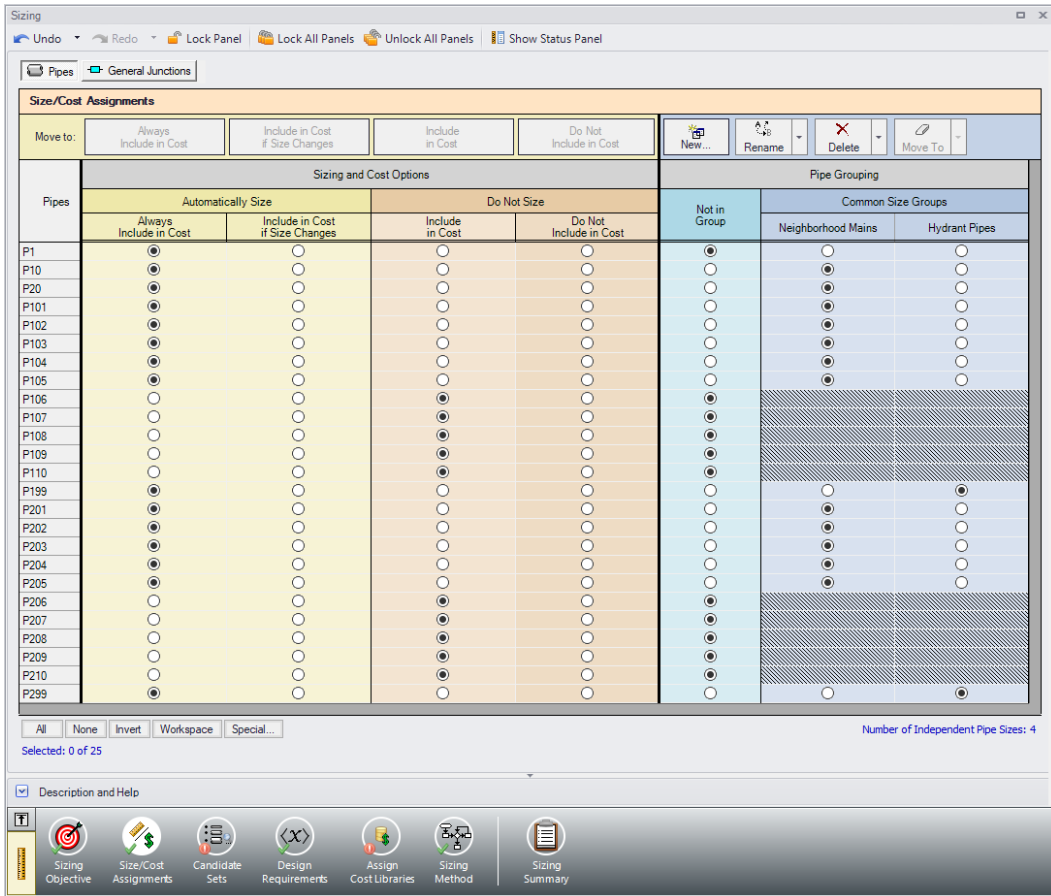 Sizing
Undo Redo Lock Panel Lock All Panels Unlock All Panels Show Status Panel
Pipes General Junctions
Size/Cost Assignments
Move to:
Always
Include in Cost
Include in Cost
if Size Changes
Include
in Cost
Do Not
Include in Cost
New...
Rename
Delete
Move To
Pipes
Sizing and Cost Options
Pipe Grouping
Automatically Size
Do Not Size
Not in
Group
Common Size Groups
Always
Include in Cost
Include in Cost
if Size Changes
Include
in Cost
Do Not
Include in Cost
Neighborhood Mains
Hydrant Pipes
P1
P10
P20
P101
P102
P103
P104
P105
P106
P107
P108
P109
P110
P199
P201
P202
P203
P204
P205
P206
P207
P208
P209
P210
P299
All None Invert Workspace Special...
Number of Independent Pipe Sizes: 4
Selected: 0 of 25
Description and Help
Sizing
Objective
Size/Cost
Assignments
Candidate
Sets
Design
Requirements
Assign
Cost Libraries
Sizing
Method
Sizing
Summary